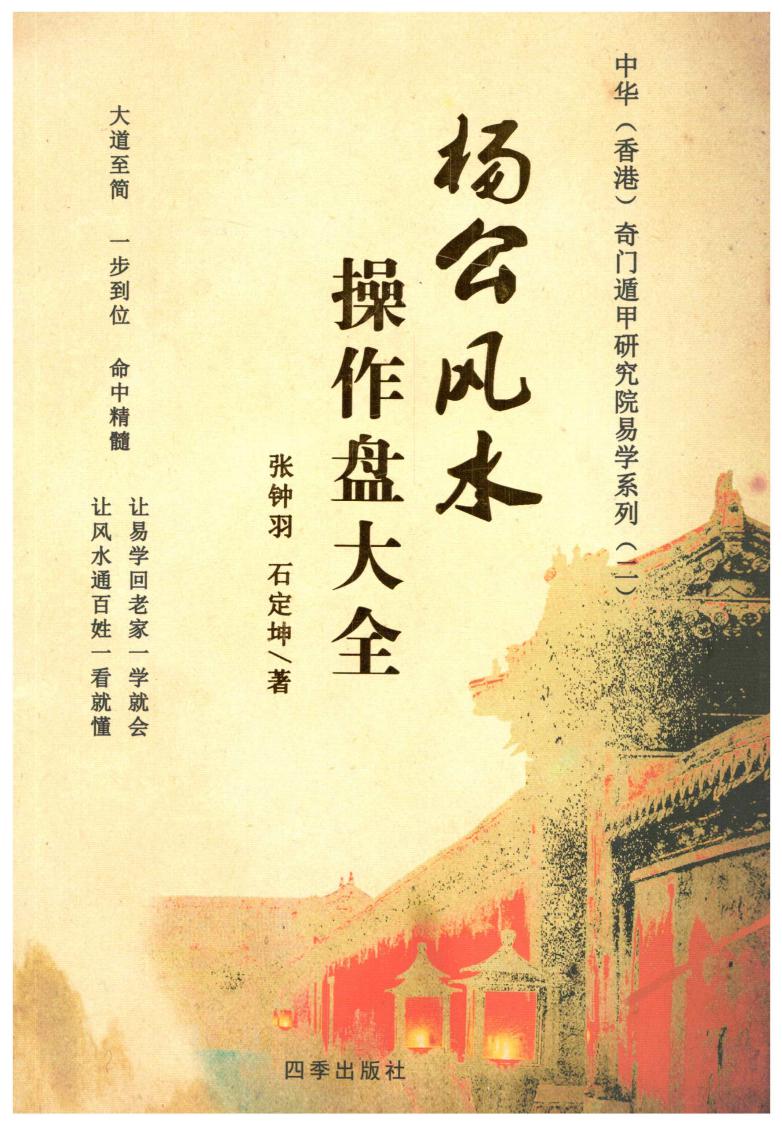 中华（香港）奇门遁甲研究院易学系列（二）
杨公风水
操作盘大全
张钟羽 石定坤/著
大道至简 一步到位 命中精髓
让易学回老家一学就会
让风水通百姓一看就懂
四季出版社